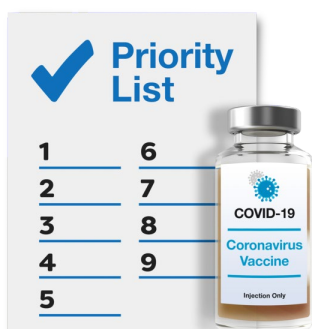 Priority
List
1
2
3
4
5
6
7
8
9
COVID-19
Coronavirus
Vaccine
Injection Only